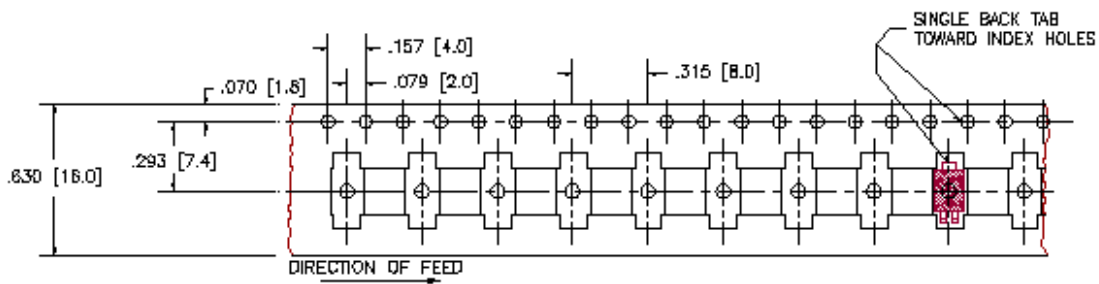 SINGLE BACK TAB
TOWARD INDEX HOLES
.157 [4.0]
.079 [2.0]
.315 [8.0]
.070 [1.8]
.293 [7.4]
.630 [16.0]
DIRECTION OF FEED